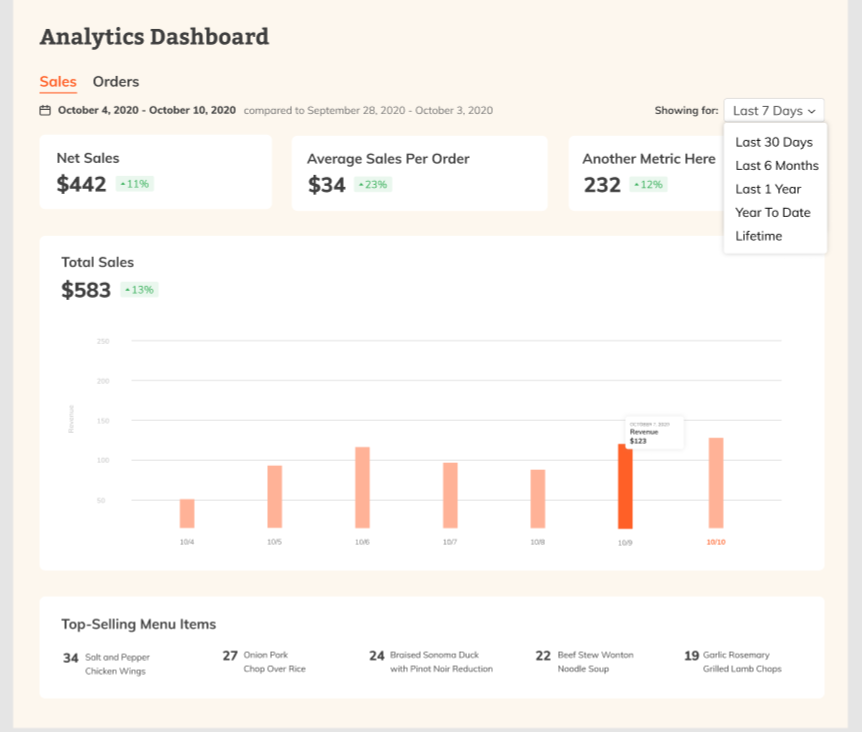 Analytics Dashboard
Sales Orders
October 4, 2020 - October 10, 2020 compared to September 28, 2020 - October 3, 2020
Showing for: Last 7 Days
Last 30 Days
Last 6 Months
Last 1 Year
Year To Date
Lifetime
Net Sales
$442 11%
Average Sales Per Order
$34 23%
Another Metric Here
232 12%
Total Sales
$583 13%
Revenue
250
200
150
100
50
OCTOBER 7, 2020
Revenue
$123
10/4 10/5 10/6 10/7 10/8 10/9 10/10
Top-Selling Menu Items
34 Salt and Pepper
Chicken Wings
27 Onion Pork
Chop Over Rice
24 Braised Sonoma Duck
with Pinot Noir Reduction
22 Beef Stew Wonton
Noodle Soup
19 Garlic Rosemary
Grilled Lamb Chops